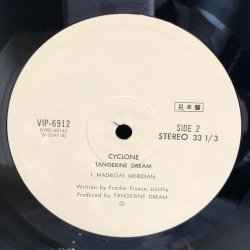 見本盤
VIP-6912
(VIRG-6014)
(V-2097-B)
SIDE 2
STEREO 33 1/3
CYCLONE
TANGERINE DREAM
1. MADRIGAL MERIDIAN
Written by Franke, Froese, Jolliffe
Produced by TANGERINE DREAM